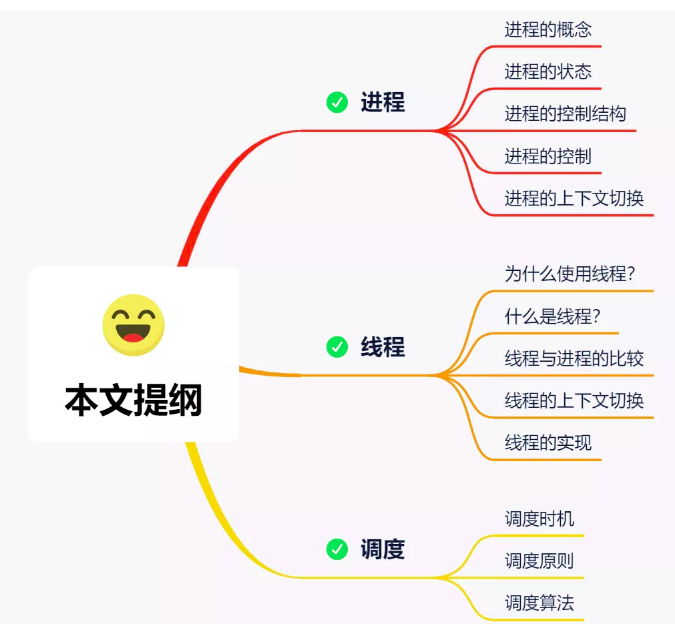 本文提纲
进程
进程的概念
进程的状态
进程的控制结构
进程的控制
进程的上下文切换
线程
为什么使用线程?
什么是线程?
线程与进程的比较
线程的上下文切换
线程的实现
调度
调度时机
调度原则
调度算法